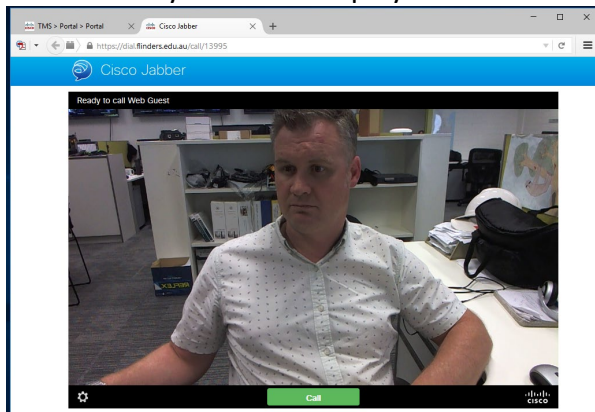 TMS > Portal > Portal
Cisco Jabber
https://dial.flinders.edu.au/call/13995
Cisco Jabber
Ready to call Web Guest
REFLEX
Call
cisco